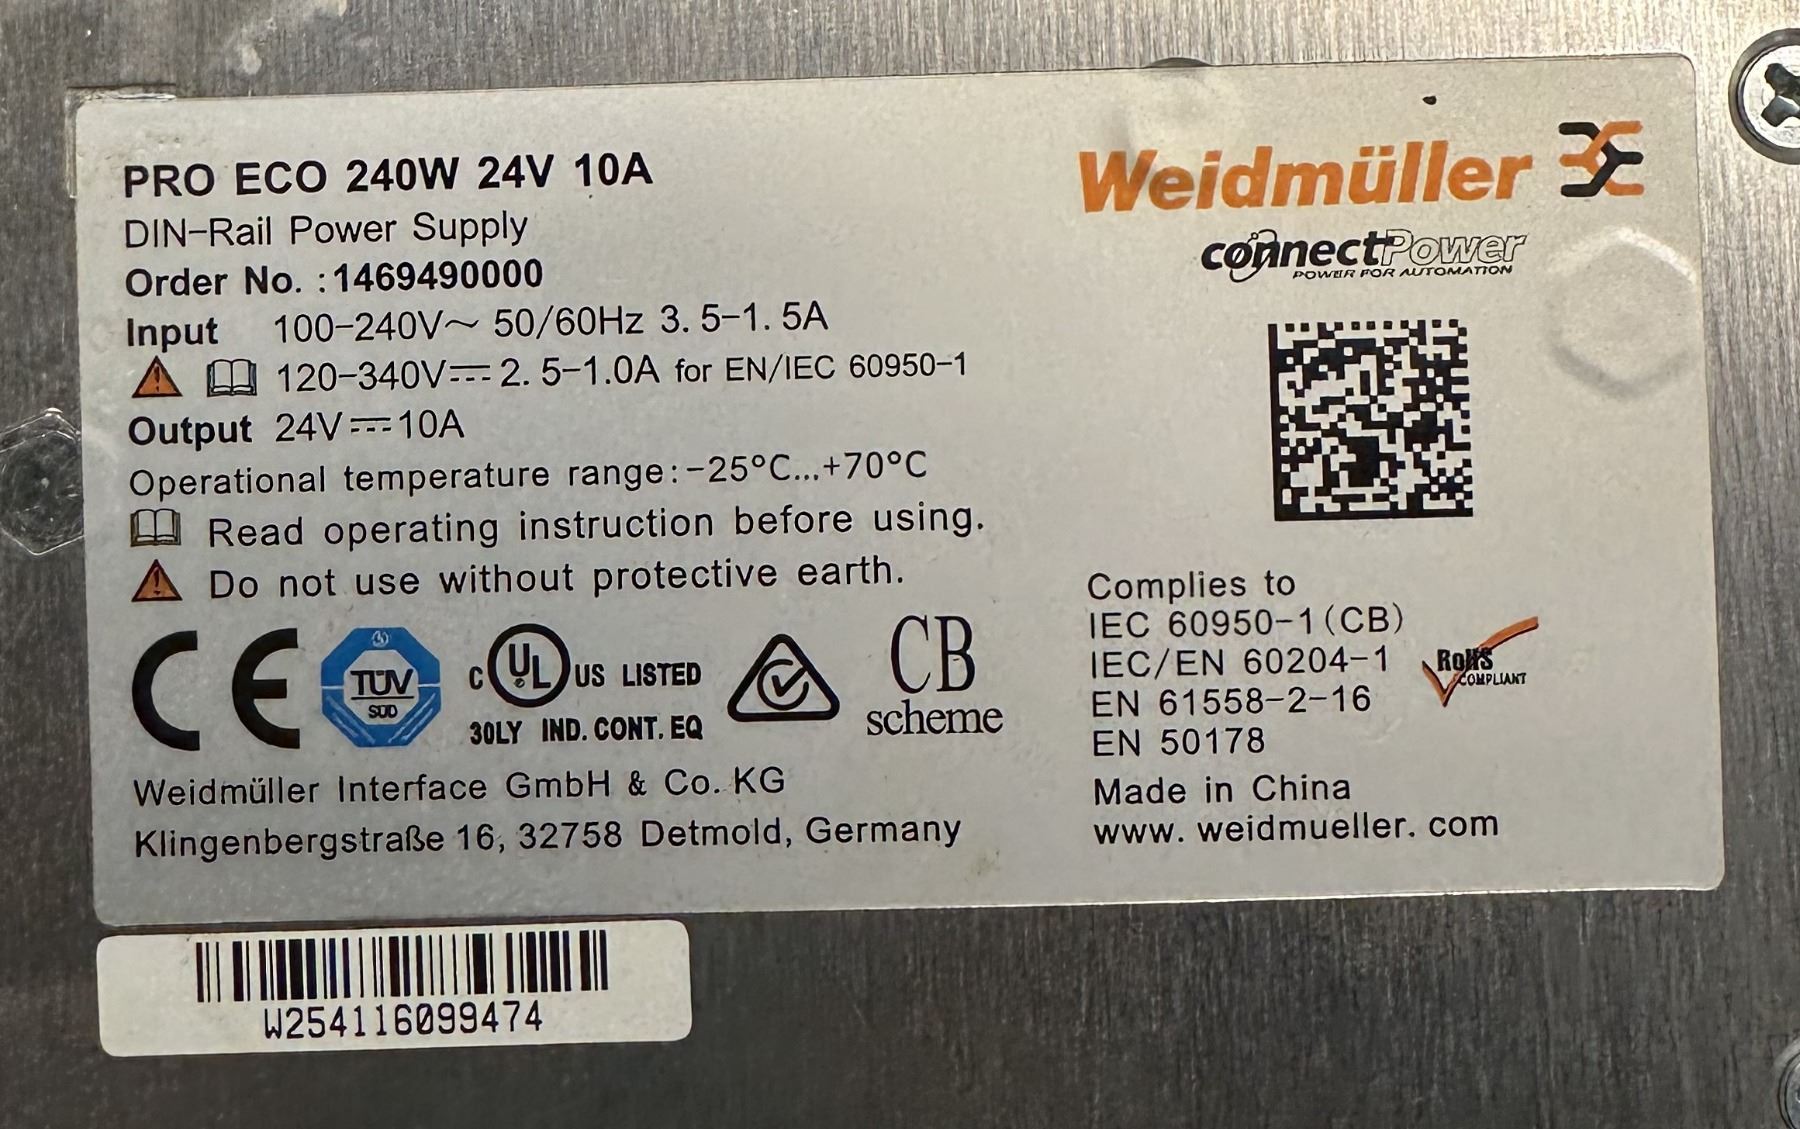 PRO ECO 240W 24V 10A
DIN-Rail Power Supply
Order No. :1469490000
Input 100-240V~ 50/60Hz 3.5-1.5A
120-340V⎓ 2.5-1.0A for EN/IEC 60950-1
Output 24V⎓10A
Operational temperature range:-25°C...+70°C
Read operating instruction before using.
Do not use without protective earth.
CE
TÜV
SÜD
C UL US LISTED
30LY IND. CONT. EQ
CB
scheme
Weidmüller Interface GmbH & Co. KG
Klingenbergstraße 16, 32758 Detmold, Germany
Weidmüller
connectPower
POWER FOR AUTOMATION
Complies to
IEC 60950-1(CB)
IEC/EN 60204-1
EN 61558-2-16
EN 50178
RoHS
COMPLIANT
Made in China
www.weidmueller.com
W254116099474